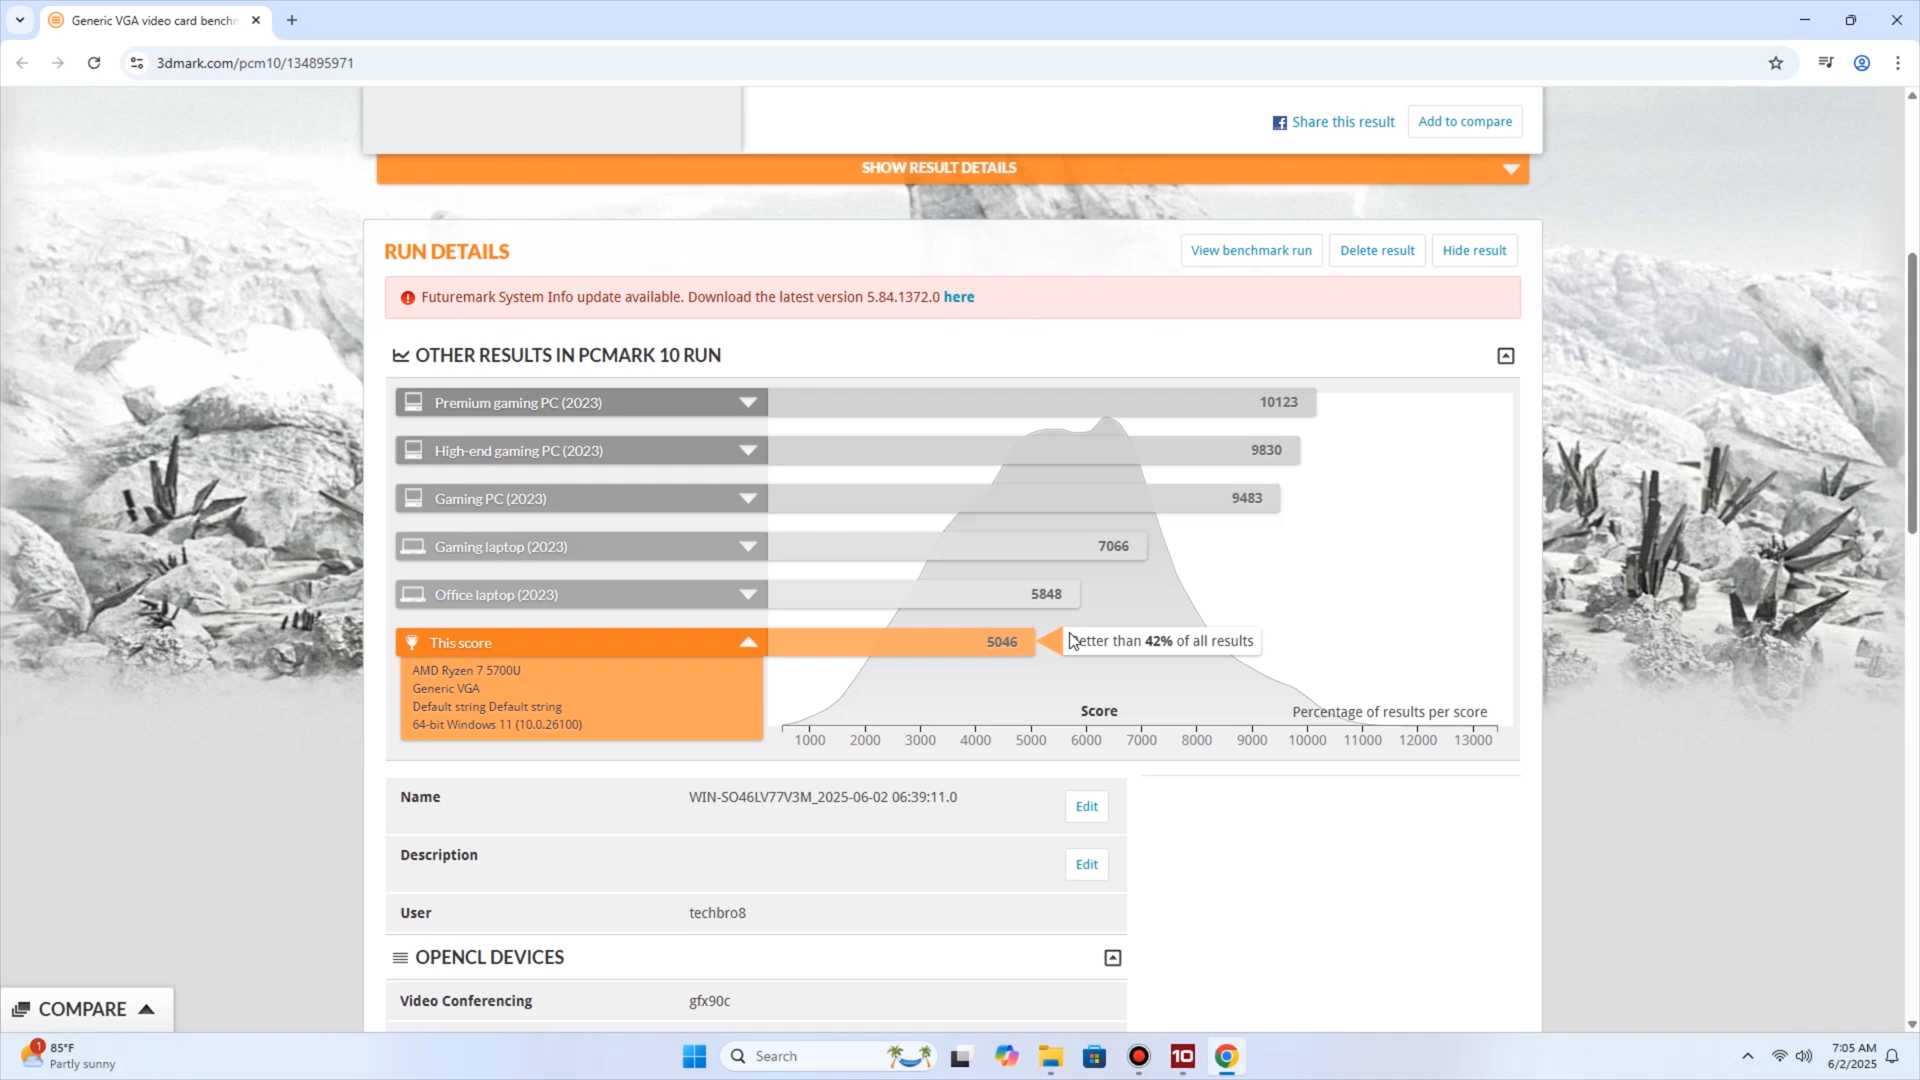 Generic VGA video card benchm
3dmark.com/pcm10/134895971
Share this result
Add to compare
SHOW RESULT DETAILS
RUN DETAILS
View benchmark run
Delete result
Hide result
Futuremark System Info update available. Download the latest version 5.84.1372.0 here
OTHER RESULTS IN PCMARK 10 RUN
Premium gaming PC (2023)
10123
High-end gaming PC (2023)
9830
Gaming PC (2023)
9483
Gaming laptop (2023)
7066
Office laptop (2023)
5848
This score
5046
etter than 42% of all results
AMD Ryzen 7 5700U
Generic VGA
Default string Default string
64-bit Windows 11 (10.0.26100)
Score
Percentage of results per score
1000 2000 3000 4000 5000 6000 7000 8000 9000 10000 11000 12000 13000
Name
WIN-SO46LV77V3M_2025-06-02 06:39:11.0
Edit
Description
Edit
User
techbro8
OPENCL DEVICES
Video Conferencing
gfx90c
COMPARE
1
85°F
Partly sunny
Search
10
7:05 AM
6/2/2025